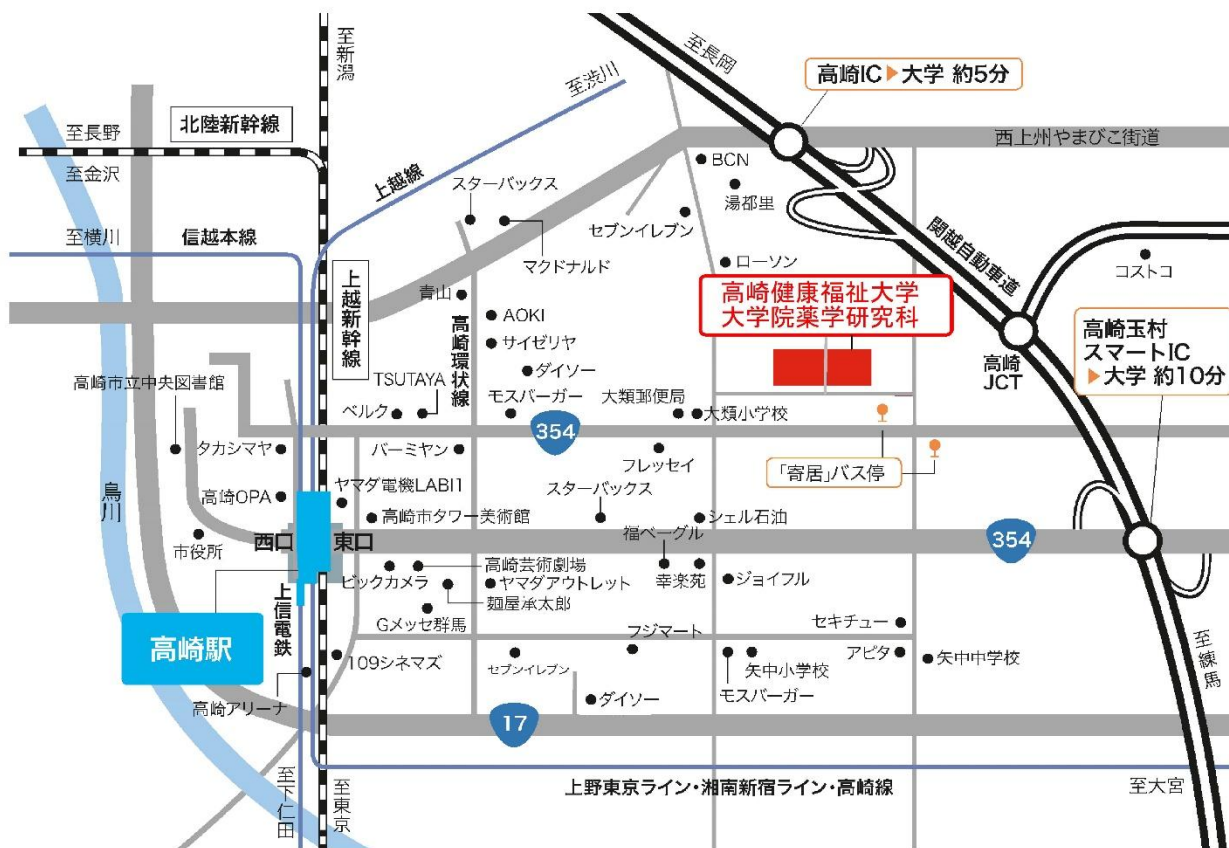 至新潟
至長岡
高崎IC▶大学 約5分
至渋川
北陸新幹線
至長野
至金沢
上越線
西上州やまびこ街道
BCN
湯都里
スターバックス
セブンイレブン
マクドナルド
至横川
信越本線
ローソン
関越自動車道
コストコ
上越新幹線
青山
高崎環状線
AOKI
サイゼリヤ
ダイソー
高崎健康福祉大学
大学院薬学研究科
高崎
JCT
高崎玉村
スマートIC
▶大学 約10分
高崎市立中央図書館
TSUTAYA
ベルク
モスバーガー
大類郵便局
大類小学校
354
タカシマヤ
バーミヤン
フレッセイ
「寄居」バス停
烏川
高崎OPA
ヤマダ電機LABI1
高崎市タワー美術館
スターバックス
シェル石油
市役所
西口
東口
福ベーグル
354
高崎芸術劇場
ビックカメラ
ヤマダアウトレット
麺屋承太郎
幸楽苑
ジョイフル
上信電鉄
Gメッセ群馬
高崎駅
フジマート
セキチュー
109シネマズ
セブンイレブン
矢中小学校
アピタ
矢中中学校
至練馬
高崎アリーナ
ダイソー
モスバーガー
17
至下仁田
至東京
上野東京ライン・湘南新宿ライン・高崎線
至大宮